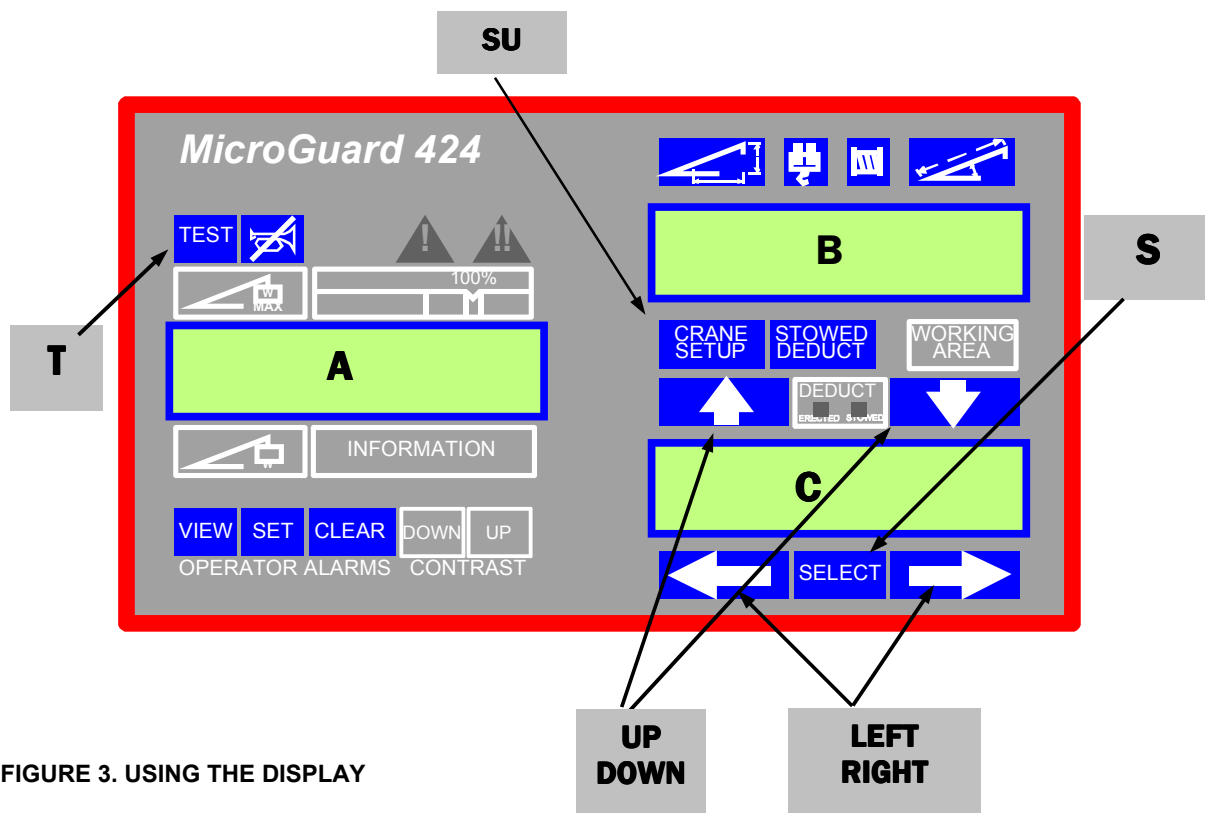 SU
MicroGuard 424
TEST
! !!
100%
W
MAX
B
S
T
A
CRANE
SETUP
STOWED
DEDUCT
WORKING
AREA
DEDUCT
ERECTED STOWED
W
INFORMATION
C
VIEW SET CLEAR DOWN UP
OPERATOR ALARMS CONTRAST
SELECT
UP
DOWN
LEFT
RIGHT
FIGURE 3. USING THE DISPLAY